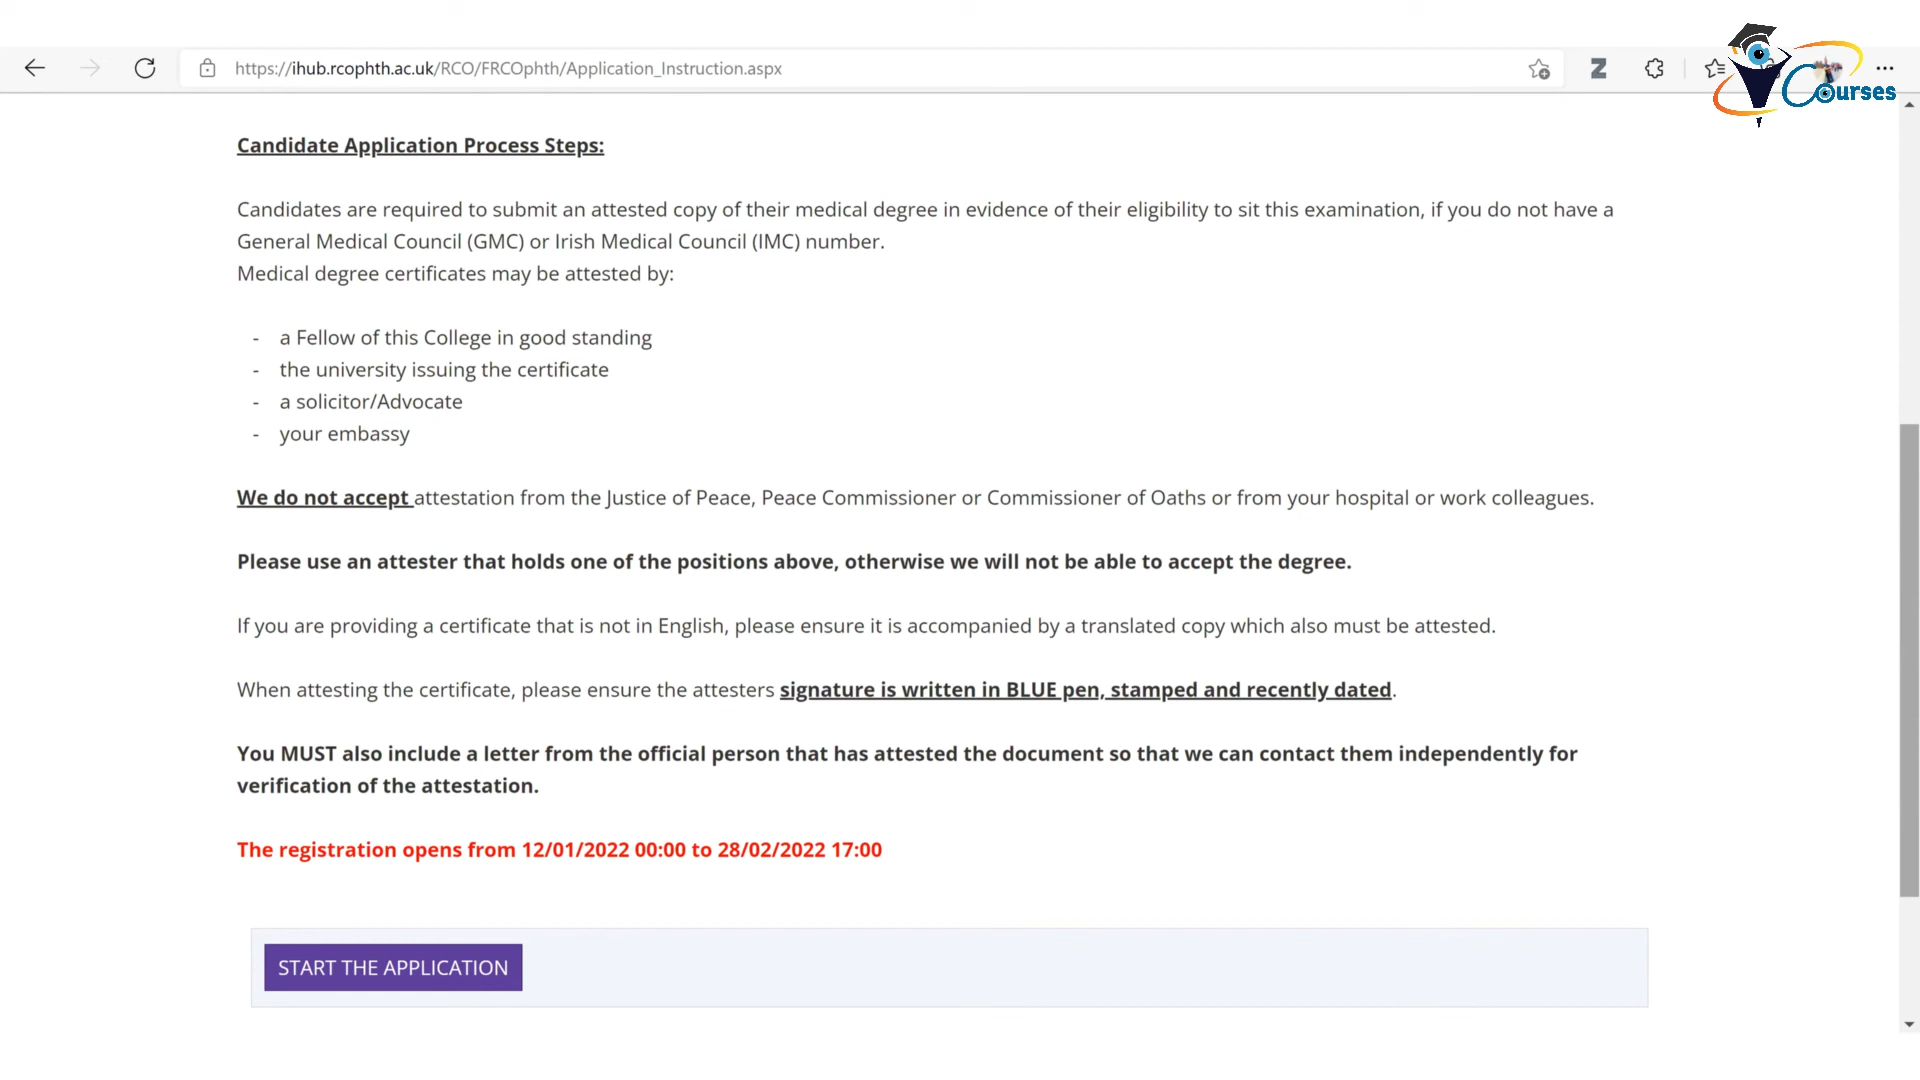 https://ihub.rcophth.ac.uk/RCO/FRCOphth/Application_Instruction.aspx
Z
Courses
Candidate Application Process Steps:
Candidates are required to submit an attested copy of their medical degree in evidence of their eligibility to sit this examination, if you do not have a
General Medical Council (GMC) or Irish Medical Council (IMC) number.
Medical degree certificates may be attested by:
- a Fellow of this College in good standing
- the university issuing the certificate
- a solicitor/Advocate
- your embassy
We do not accept attestation from the Justice of Peace, Peace Commissioner or Commissioner of Oaths or from your hospital or work colleagues.
Please use an attester that holds one of the positions above, otherwise we will not be able to accept the degree.
If you are providing a certificate that is not in English, please ensure it is accompanied by a translated copy which also must be attested.
When attesting the certificate, please ensure the attesters signature is written in BLUE pen, stamped and recently dated.
You MUST also include a letter from the official person that has attested the document so that we can contact them independently for
verification of the attestation.
The registration opens from 12/01/2022 00:00 to 28/02/2022 17:00
START THE APPLICATION